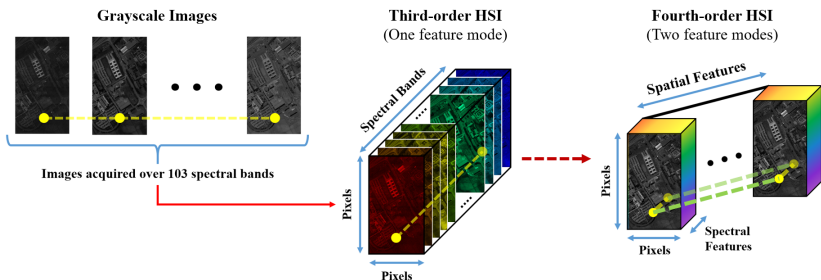 Grayscale Images
Images acquired over 103 spectral bands
Third-order HSI
(One feature mode)
Spectral Bands
Pixels
Pixels
Fourth-order HSI
(Two feature modes)
Spatial Features
Pixels
Pixels
Spectral
Features